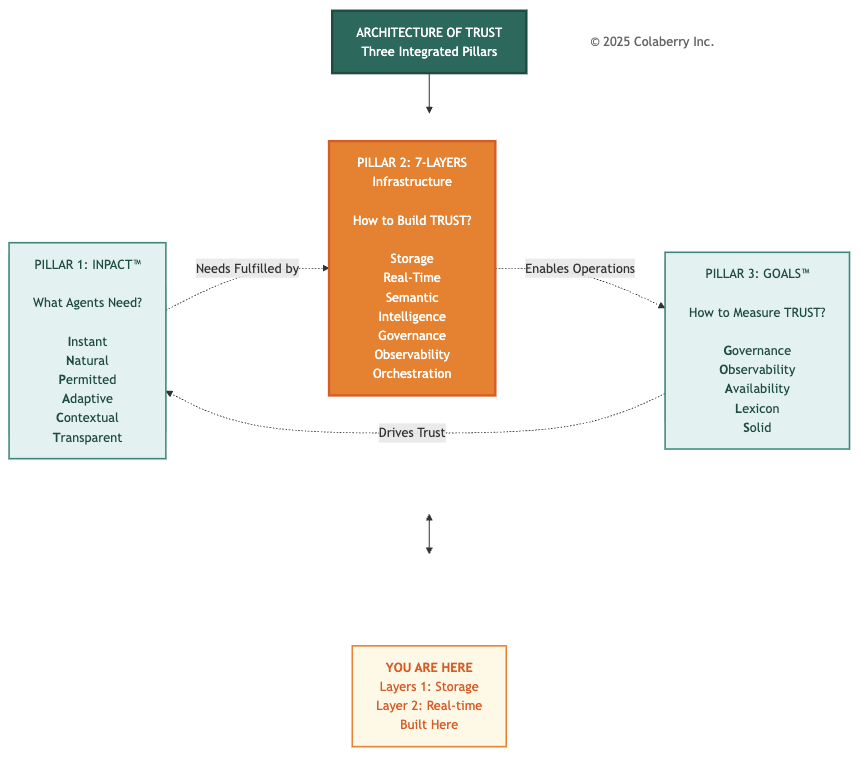 ARCHITECTURE OF TRUST
Three Integrated Pillars
© 2025 Colaberry Inc.
PILLAR 2: 7-LAYERS
Infrastructure
How to Build TRUST?
Storage
Real-Time
Semantic
Intelligence
Governance
Observability
Orchestration
PILLAR 1: INPACT™
What Agents Need?
Instant
Natural
Permitted
Adaptive
Contextual
Transparent
Needs Fulfilled by
Enables Operations
PILLAR 3: GOALS™
How to Measure TRUST?
Governance
Observability
Availability
Lexicon
Solid
Drives Trust
YOU ARE HERE
Layers 1: Storage
Layer 2: Real-time
Built Here